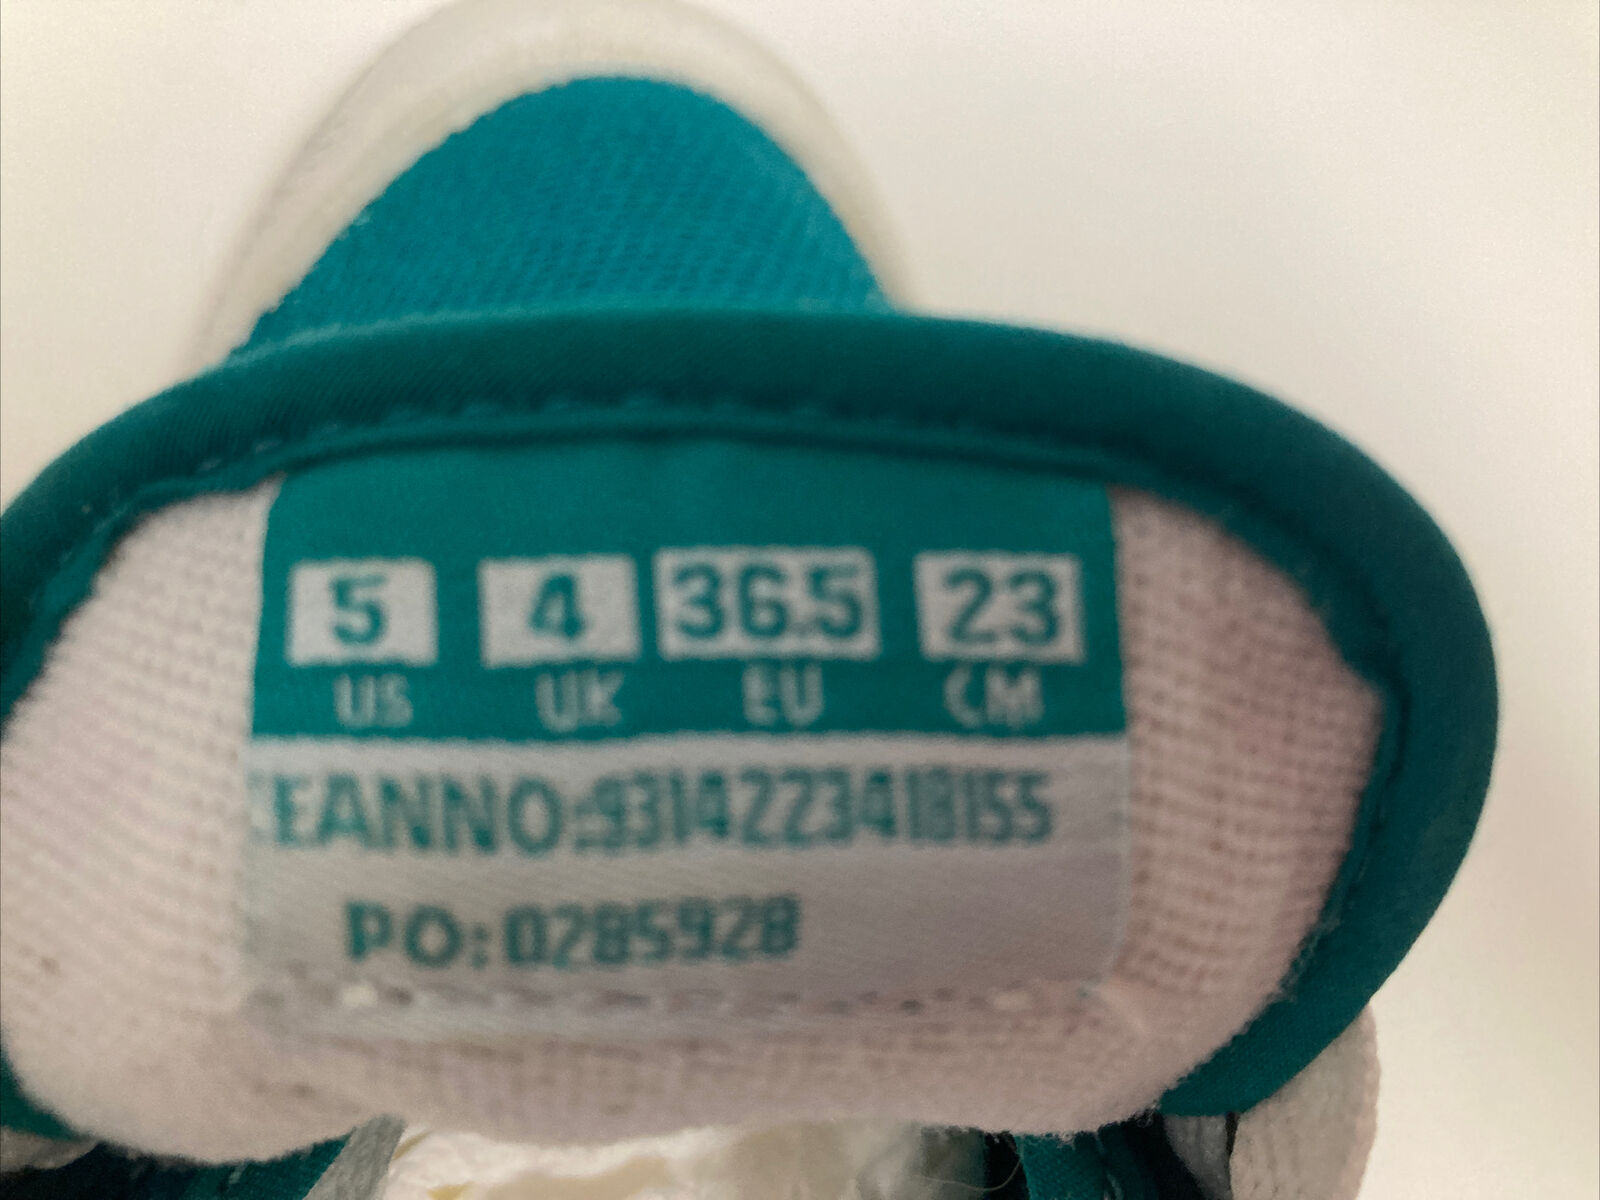 5 4 36.5 23
US UK EU CM
EANNO:9314223418155
PO:0285928